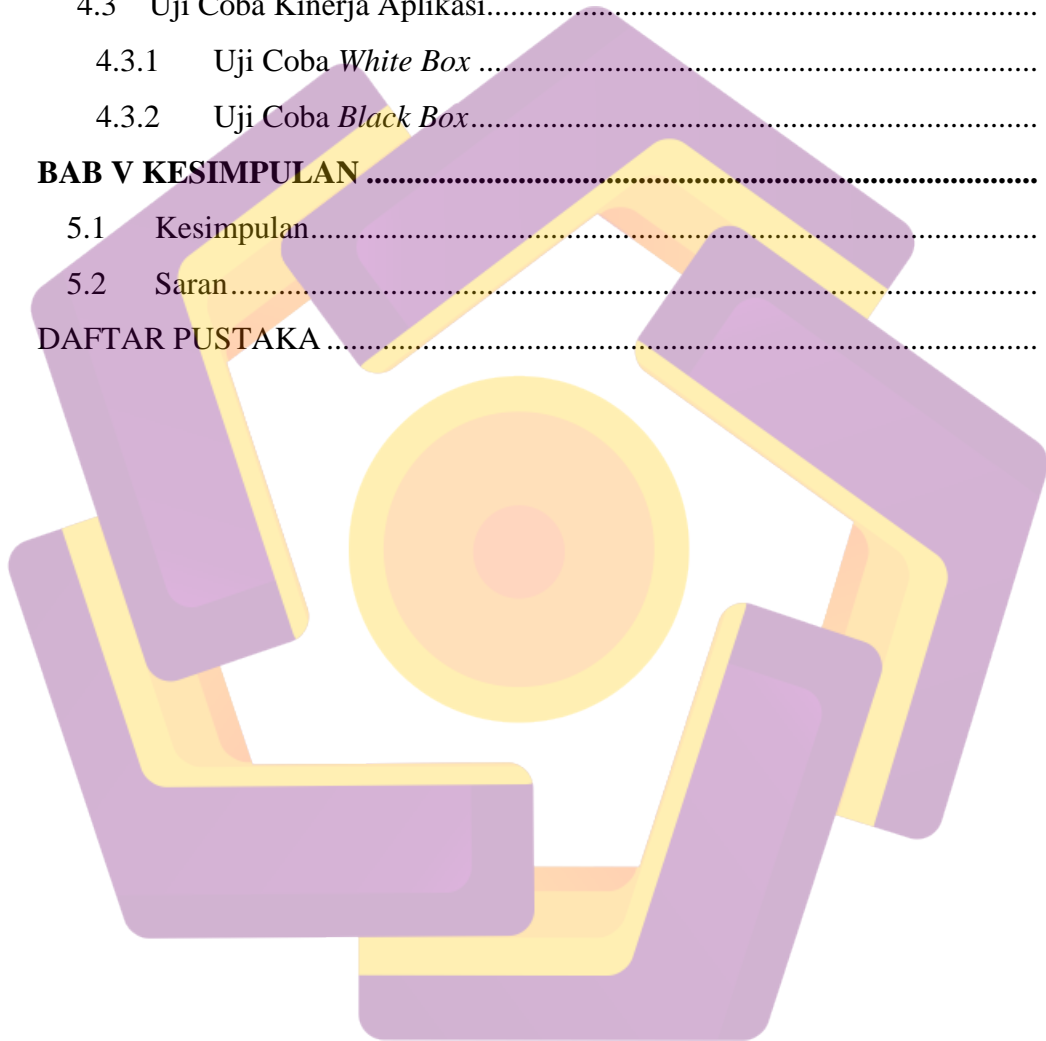 4.3 Uji Coba Kinerja Aplikasi.....................................................................
4.3.1 Uji Coba White Box ......................................................................
4.3.2 Uji Coba Black Box.......................................................................
BAB V KESIMPULAN ...................................................................................
5.1 Kesimpulan..........................................................................................
5.2 Saran....................................................................................................
DAFTAR PUSTAKA ........................................................................................